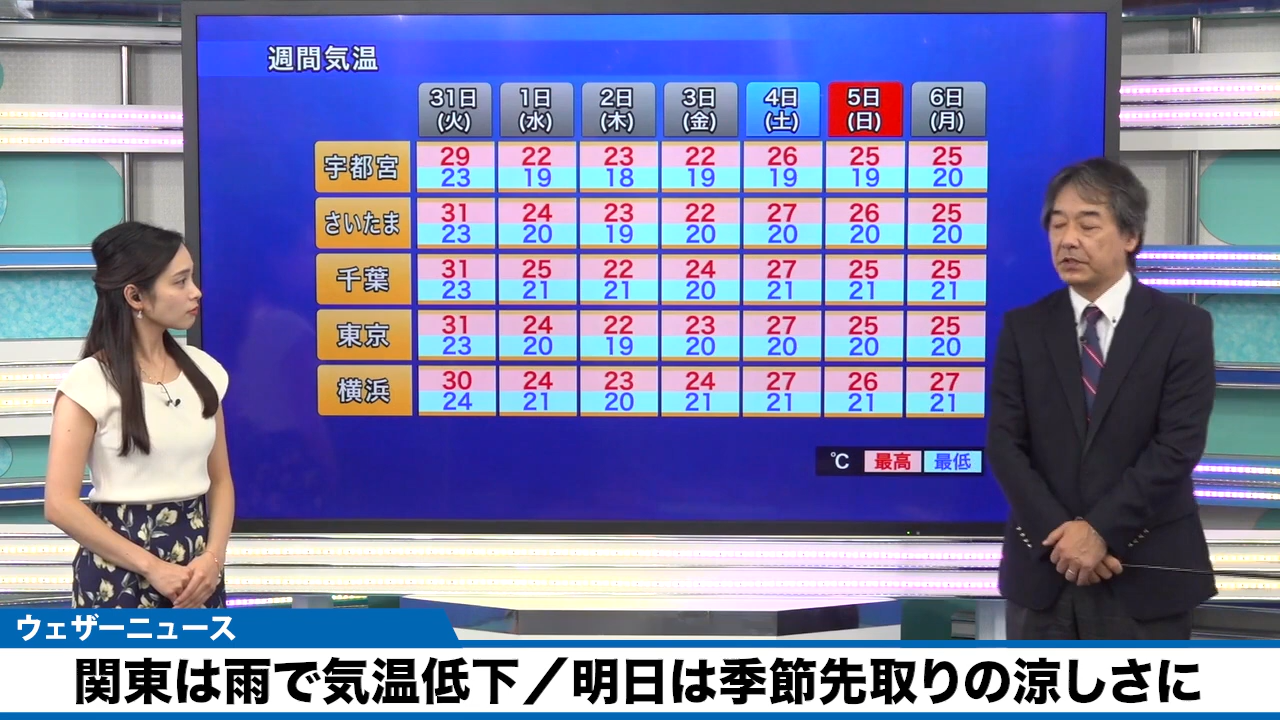 週間気温
31日 1日 2日 3日 4日 5日 6日
(火) (水) (木) (金) (土) (日) (月)
宇都宮 29 22 23 22 26 25 25
23 19 18 19 19 19 20
さいたま 31 24 23 22 27 26 25
23 20 19 20 20 20 20
千葉 31 25 22 24 27 25 25
23 21 21 20 21 21 21
東京 31 24 22 23 27 25 25
23 20 19 20 20 20 20
横浜 30 24 23 24 27 26 27
24 21 20 21 21 21 21
℃ 最高 最低
ウェザーニュース
関東は雨で気温低下／明日は季節先取りの涼しさに